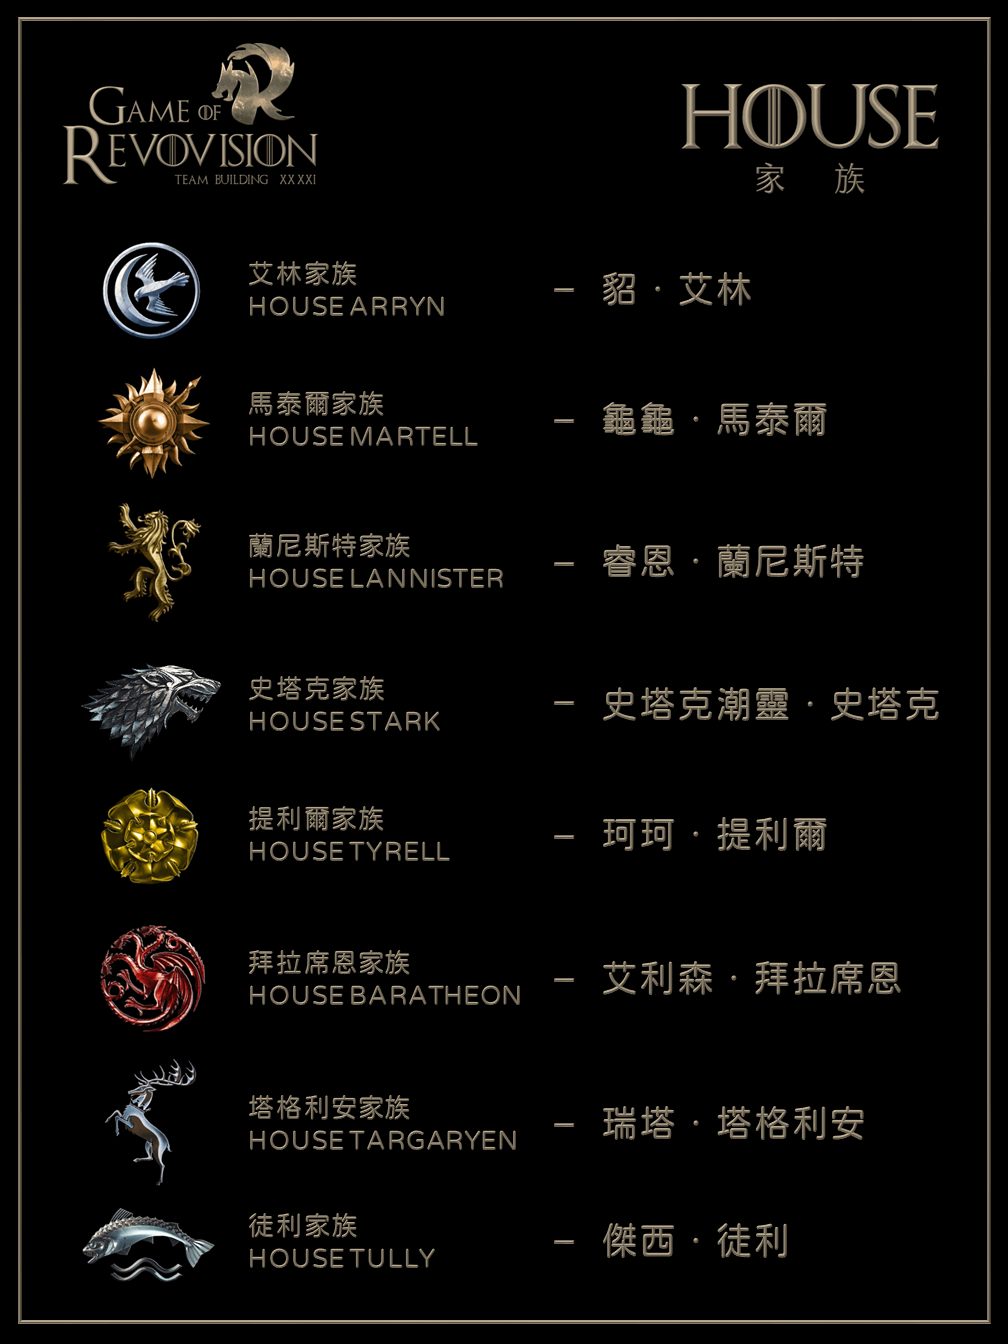 GAME OF
REVOVISION
TEAM BUILDING XXXXI
HOUSE
家 族
艾林家族
HOUSE ARRYN
– 貂・艾林
馬泰爾家族
HOUSE MARTELL
– 龜龜・馬泰爾
蘭尼斯特家族
HOUSE LANNISTER
– 睿恩・蘭尼斯特
史塔克家族
HOUSE STARK
– 史塔克潮靈・史塔克
提利爾家族
HOUSE TYRELL
– 珂珂・提利爾
拜拉席恩家族
HOUSE BARATHEON
– 艾利森・拜拉席恩
塔格利安家族
HOUSE TARGARYEN
– 瑞塔・塔格利安
徒利家族
HOUSE TULLY
– 傑西・徒利